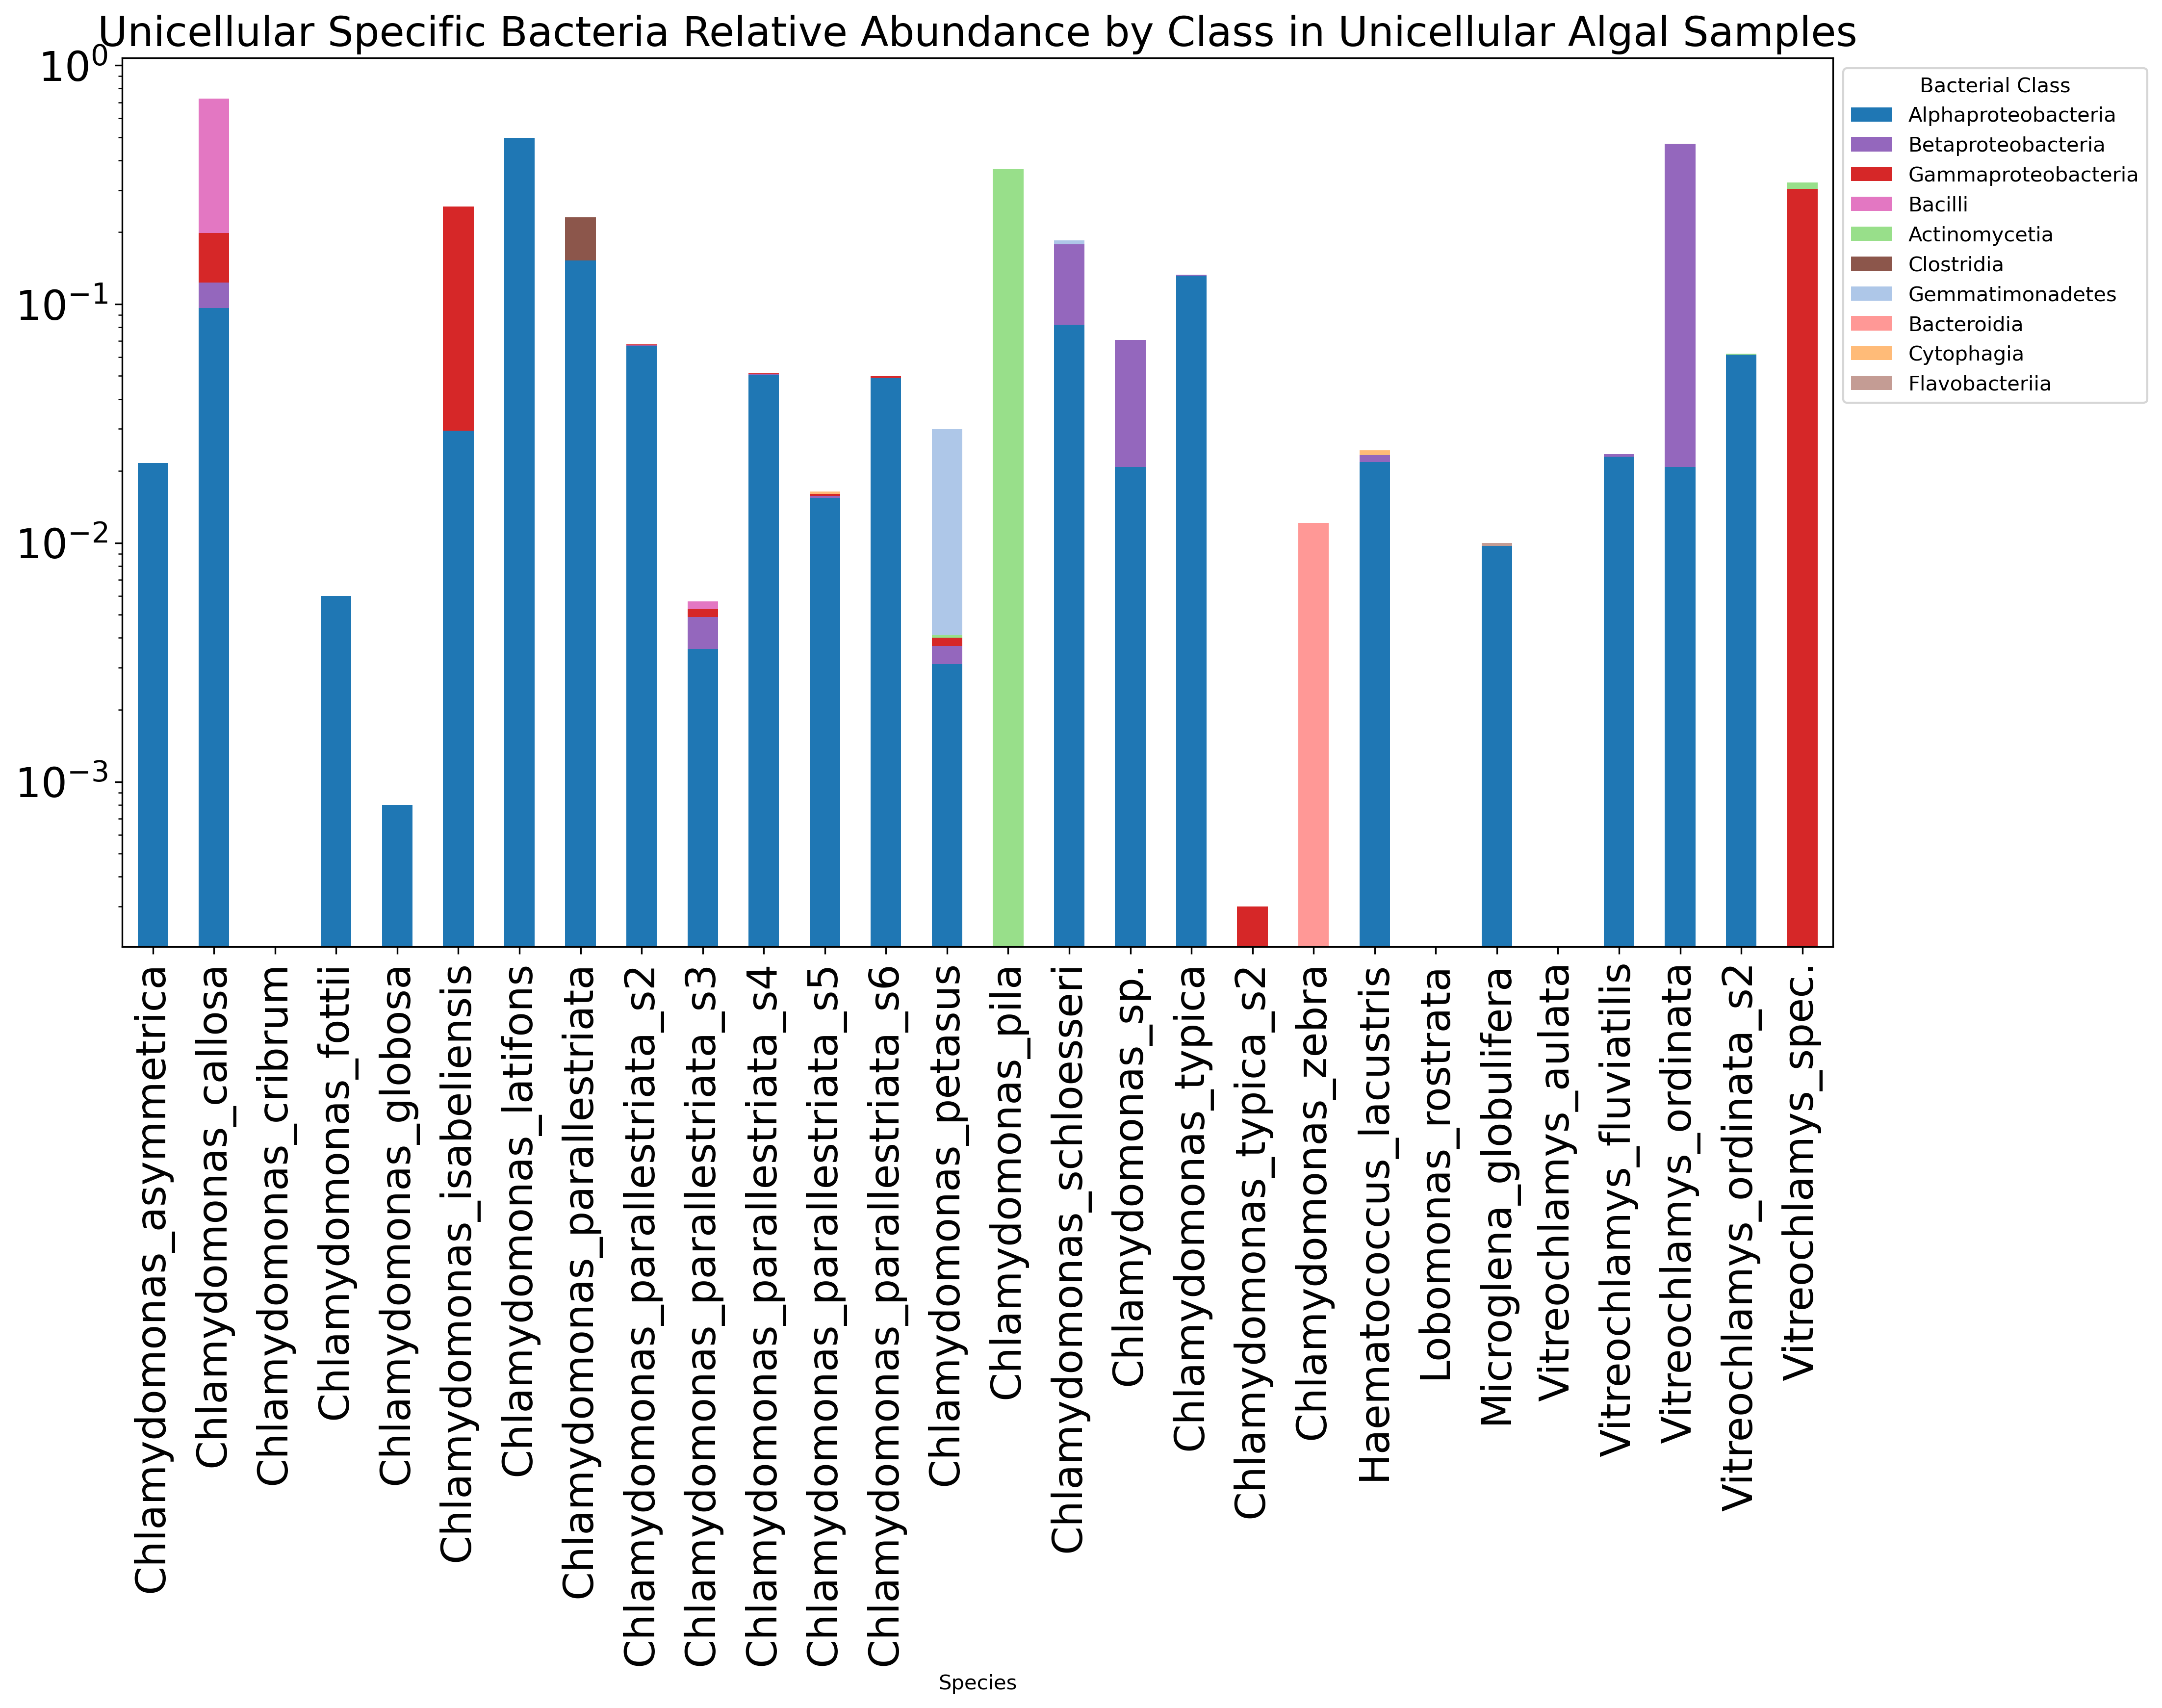 Unicellular Specific Bacteria Relative Abundance by Class in Unicellular Algal Samples
10⁰
10⁻¹
10⁻²
10⁻³
Bacterial Class
Alphaproteobacteria
Betaproteobacteria
Gammaproteobacteria
Bacilli
Actinomycetia
Clostridia
Gemmatimonadetes
Bacteroidia
Cytophagia
Flavobacteriia
Chlamydomonas_asymmetrica
Chlamydomonas_callosa
Chlamydomonas_cribrum
Chlamydomonas_fottii
Chlamydomonas_globosa
Chlamydomonas_isabeliensis
Chlamydomonas_latifons
Chlamydomonas_parallestriata
Chlamydomonas_parallestriata_s2
Chlamydomonas_parallestriata_s3
Chlamydomonas_parallestriata_s4
Chlamydomonas_parallestriata_s5
Chlamydomonas_parallestriata_s6
Chlamydomonas_petasus
Chlamydomonas_pila
Chlamydomonas_schloesseri
Chlamydomonas_sp.
Chlamydomonas_typica
Chlamydomonas_typica_s2
Chlamydomonas_zebra
Haematococcus_lacustris
Lobomonas_rostrata
Microglena_globulifera
Vitreochlamys_aulata
Vitreochlamys_fluviatilis
Vitreochlamys_ordinata
Vitreochlamys_ordinata_s2
Vitreochlamys_spec.
Species